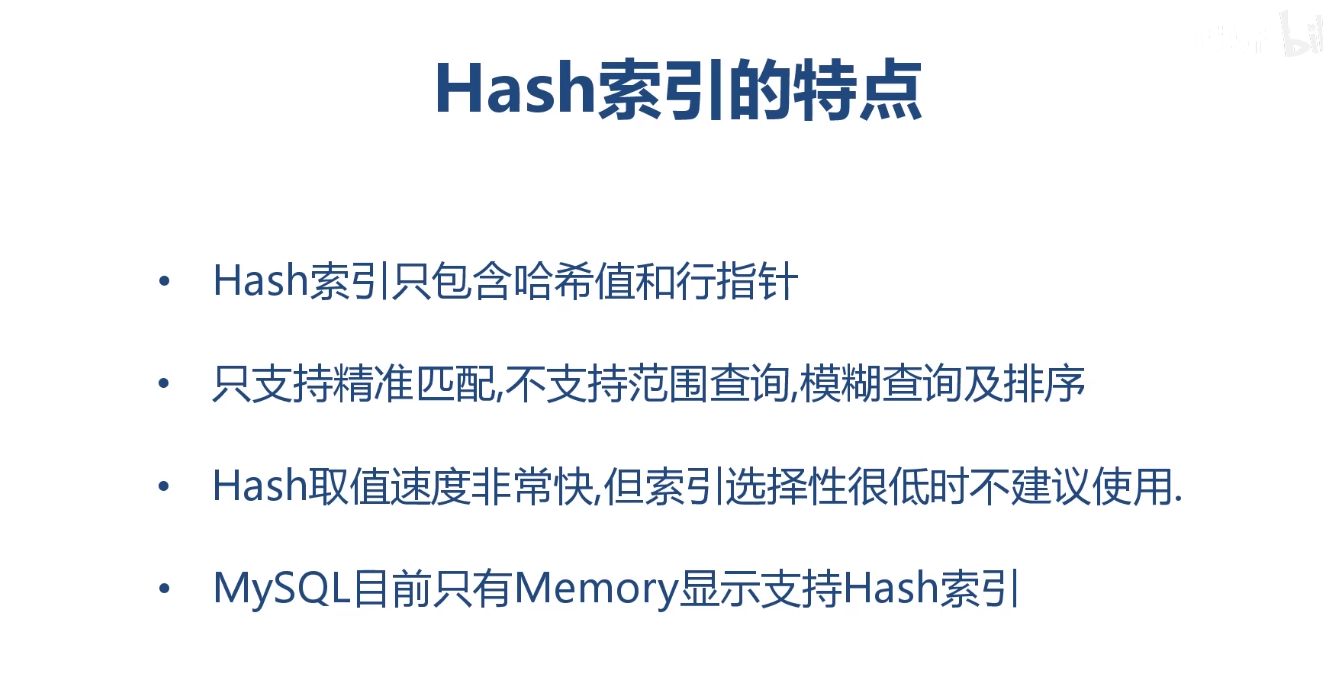 Hash索引的特点
• Hash索引只包含哈希值和行指针
• 只支持精准匹配,不支持范围查询,模糊查询及排序
• Hash取值速度非常快,但索引选择性很低时不建议使用.
• MySQL目前只有Memory显示支持Hash索引